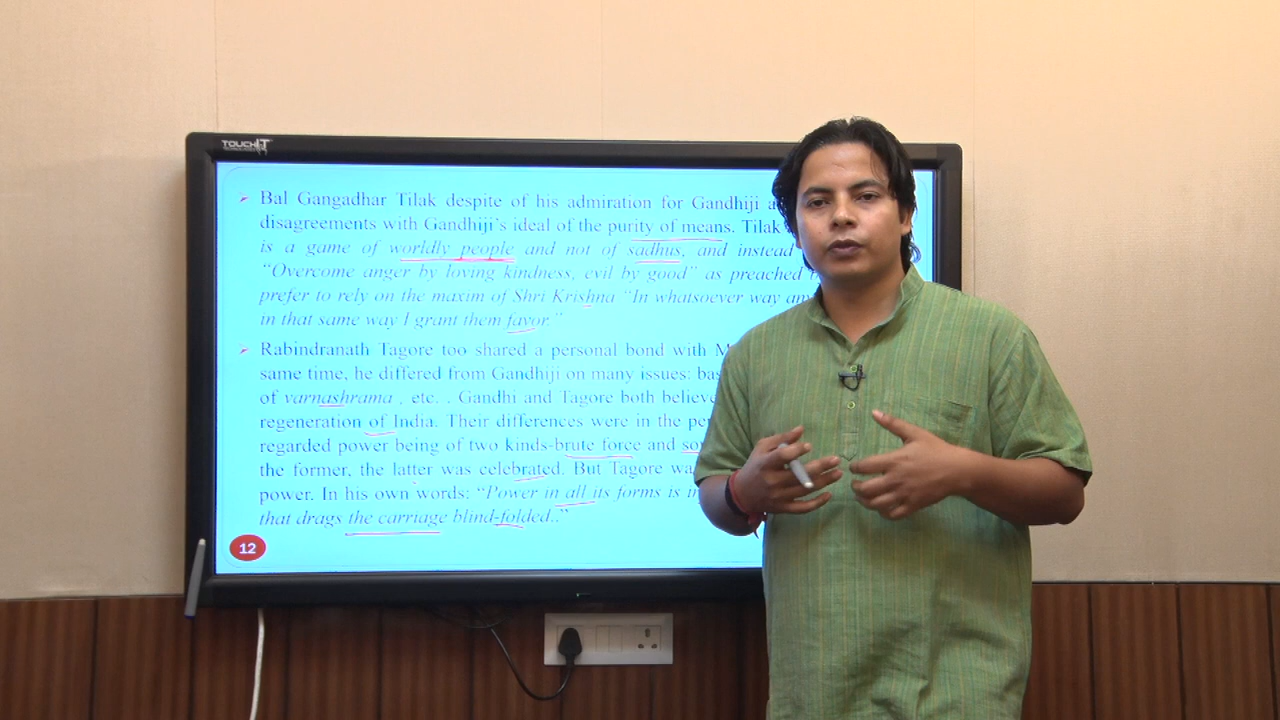 TOUCHIT
Bal Gangadhar Tilak despite of his admiration for Gandhiji
disagreements with Gandhiji's ideal of the purity of means. Tilak
is a game of worldly people and not of sadhus, and instead
"Overcome anger by loving kindness, evil by good" as preached
prefer to rely on the maxim of Shri Krishna "In whatsoever way
in that same way I grant them favor."
Rabindranath Tagore too shared a personal bond with
same time, he differed from Gandhiji on many issues:
of varnashrama , etc. . Gandhi and Tagore both
regeneration of India. Their differences were in the
regarded power being of two kinds-brute force and
the former, the latter was celebrated. But Tagore
power. In his own words: "Power in all its forms is
that drags the carriage blind-folded.."
12